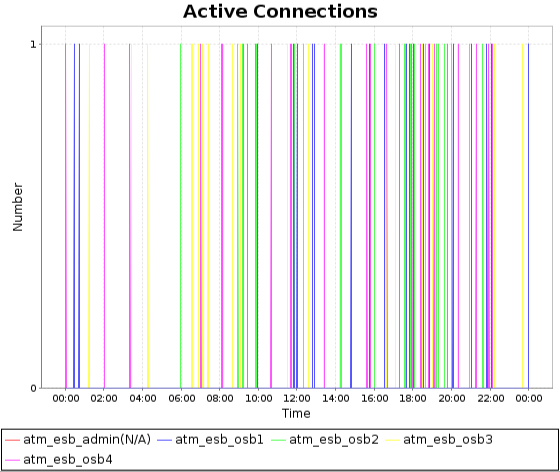 Active Connections
1
Number
0
00:00 02:00 04:00 06:00 08:00 10:00 12:00 14:00 16:00 18:00 20:00 22:00 00:00
Time
atm_esb_admin(N/A) atm_esb_osb1 atm_esb_osb2 atm_esb_osb3
atm_esb_osb4